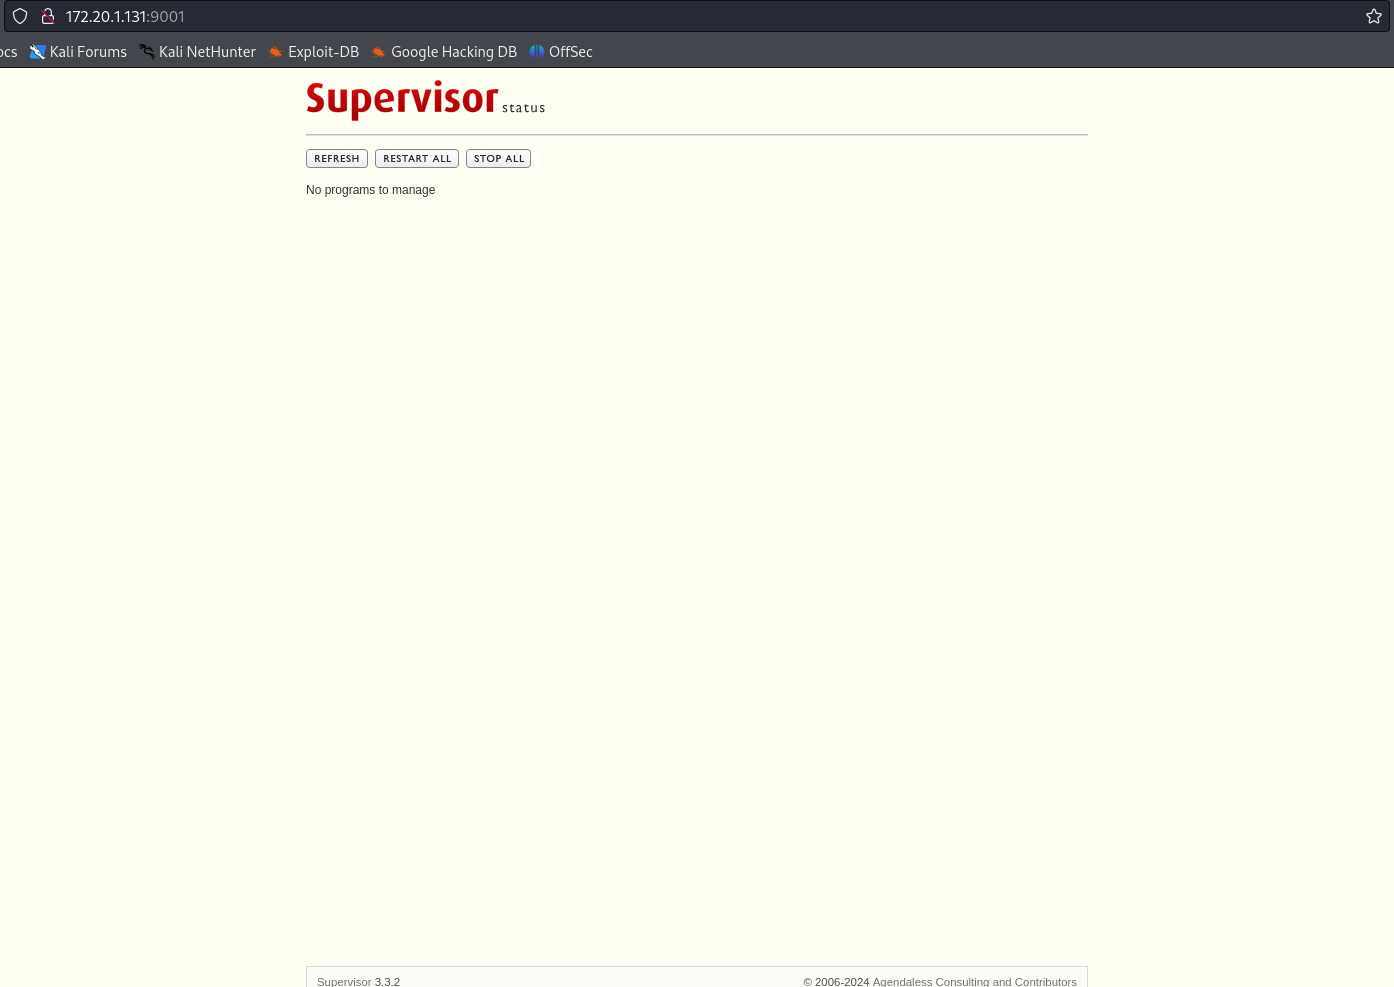 172.20.1.131:9001
ocs Kali Forums Kali NetHunter Exploit-DB Google Hacking DB OffSec
Supervisor status
REFRESH RESTART ALL STOP ALL
No programs to manage
Supervisor 3.3.2 © 2006-2024 Agendaless Consulting and Contributors